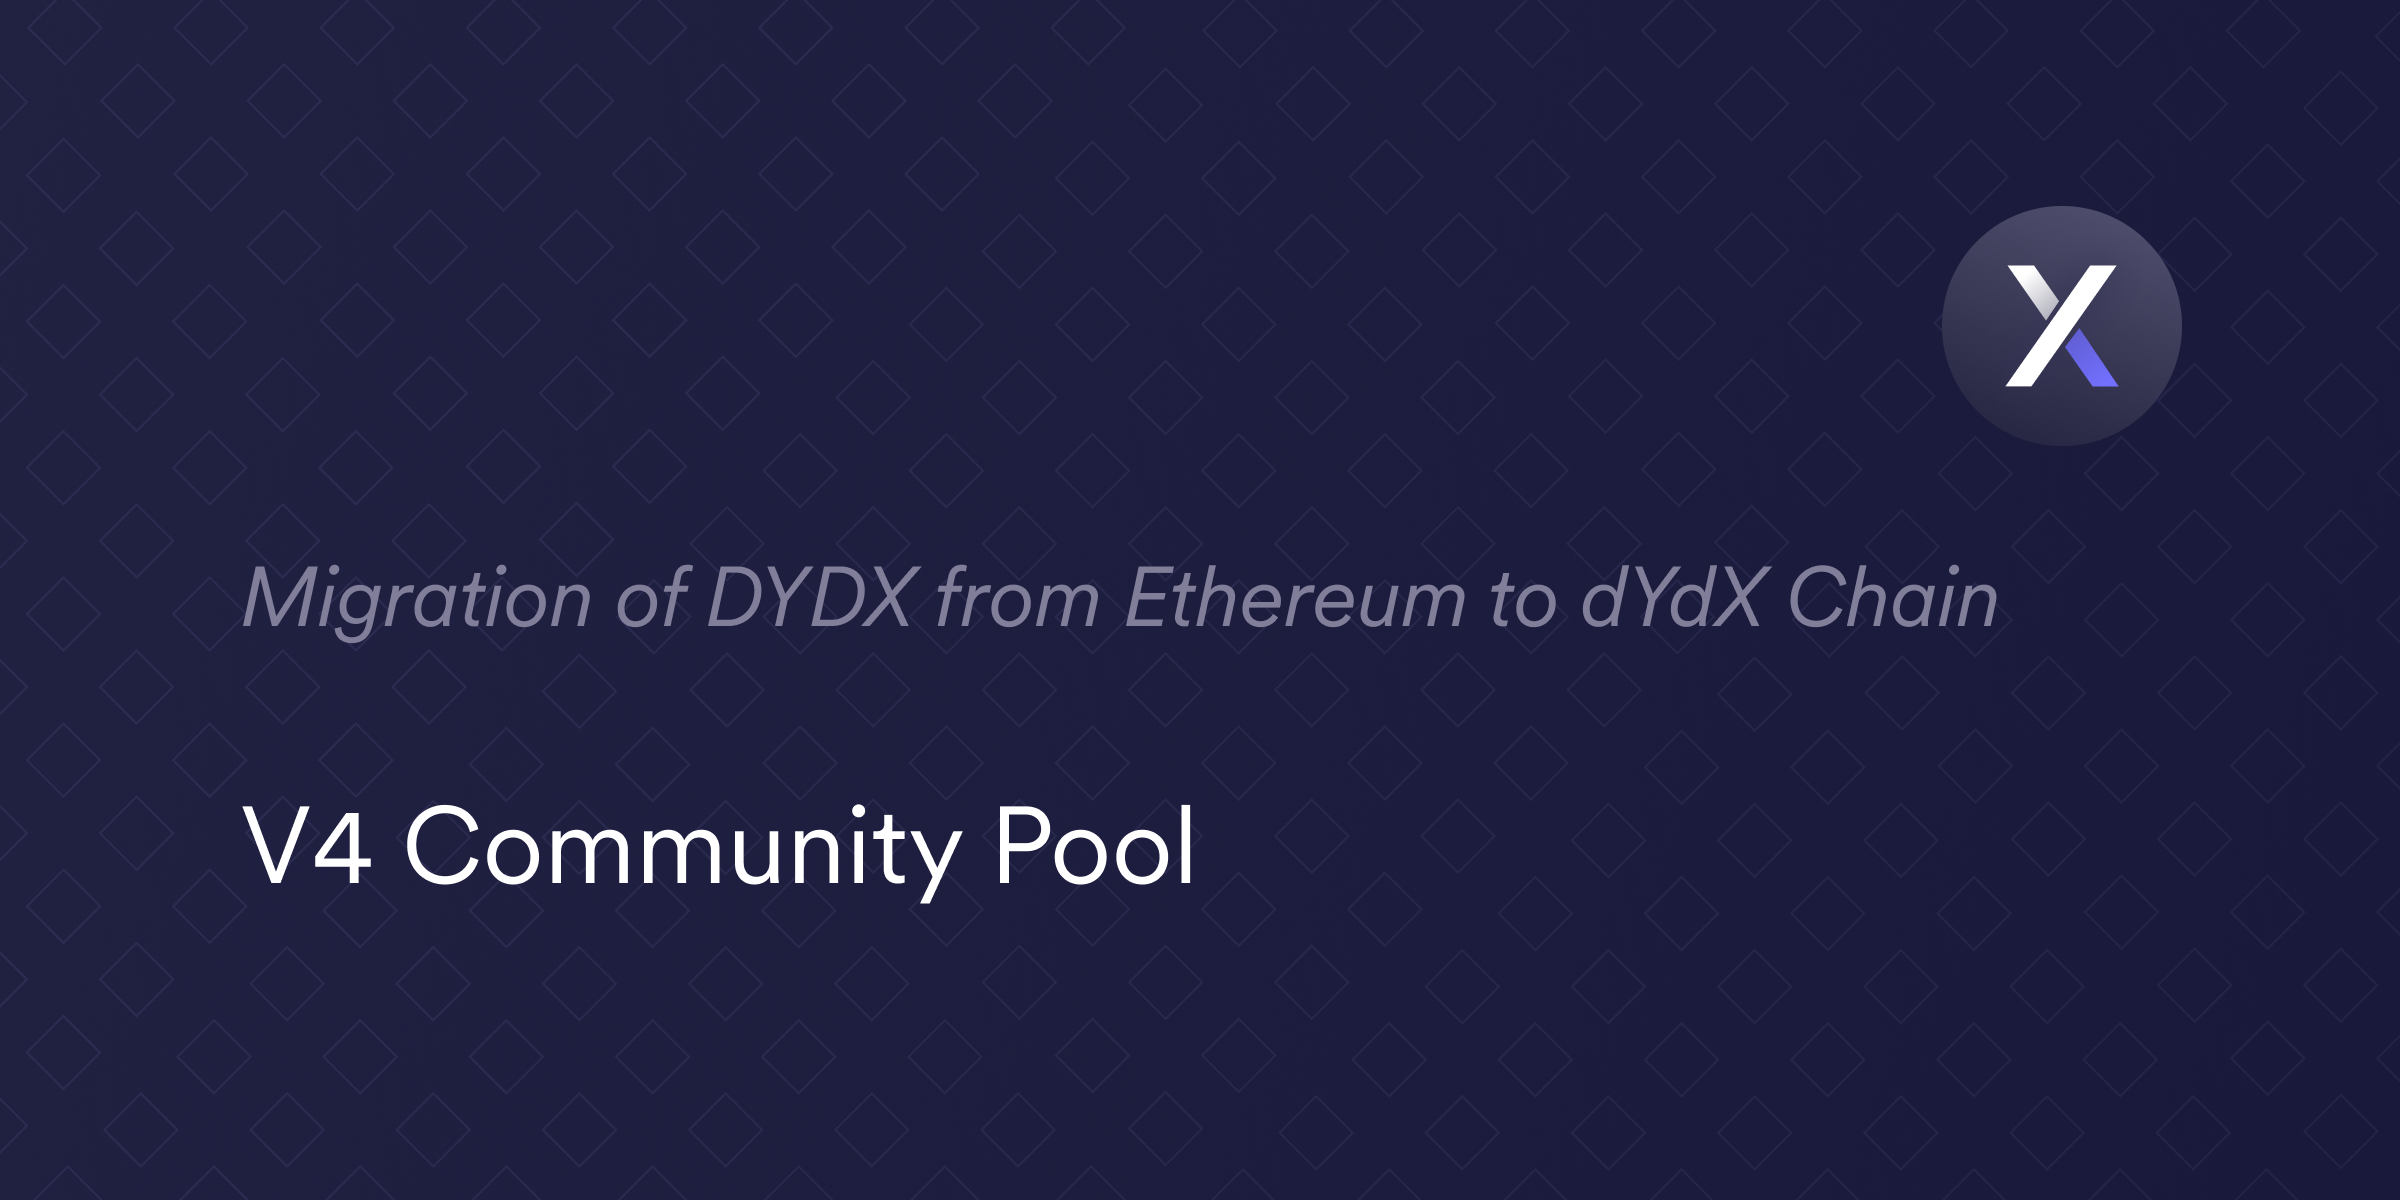 Migration of DYDX from Ethereum to dYdX Chain
V4 Community Pool